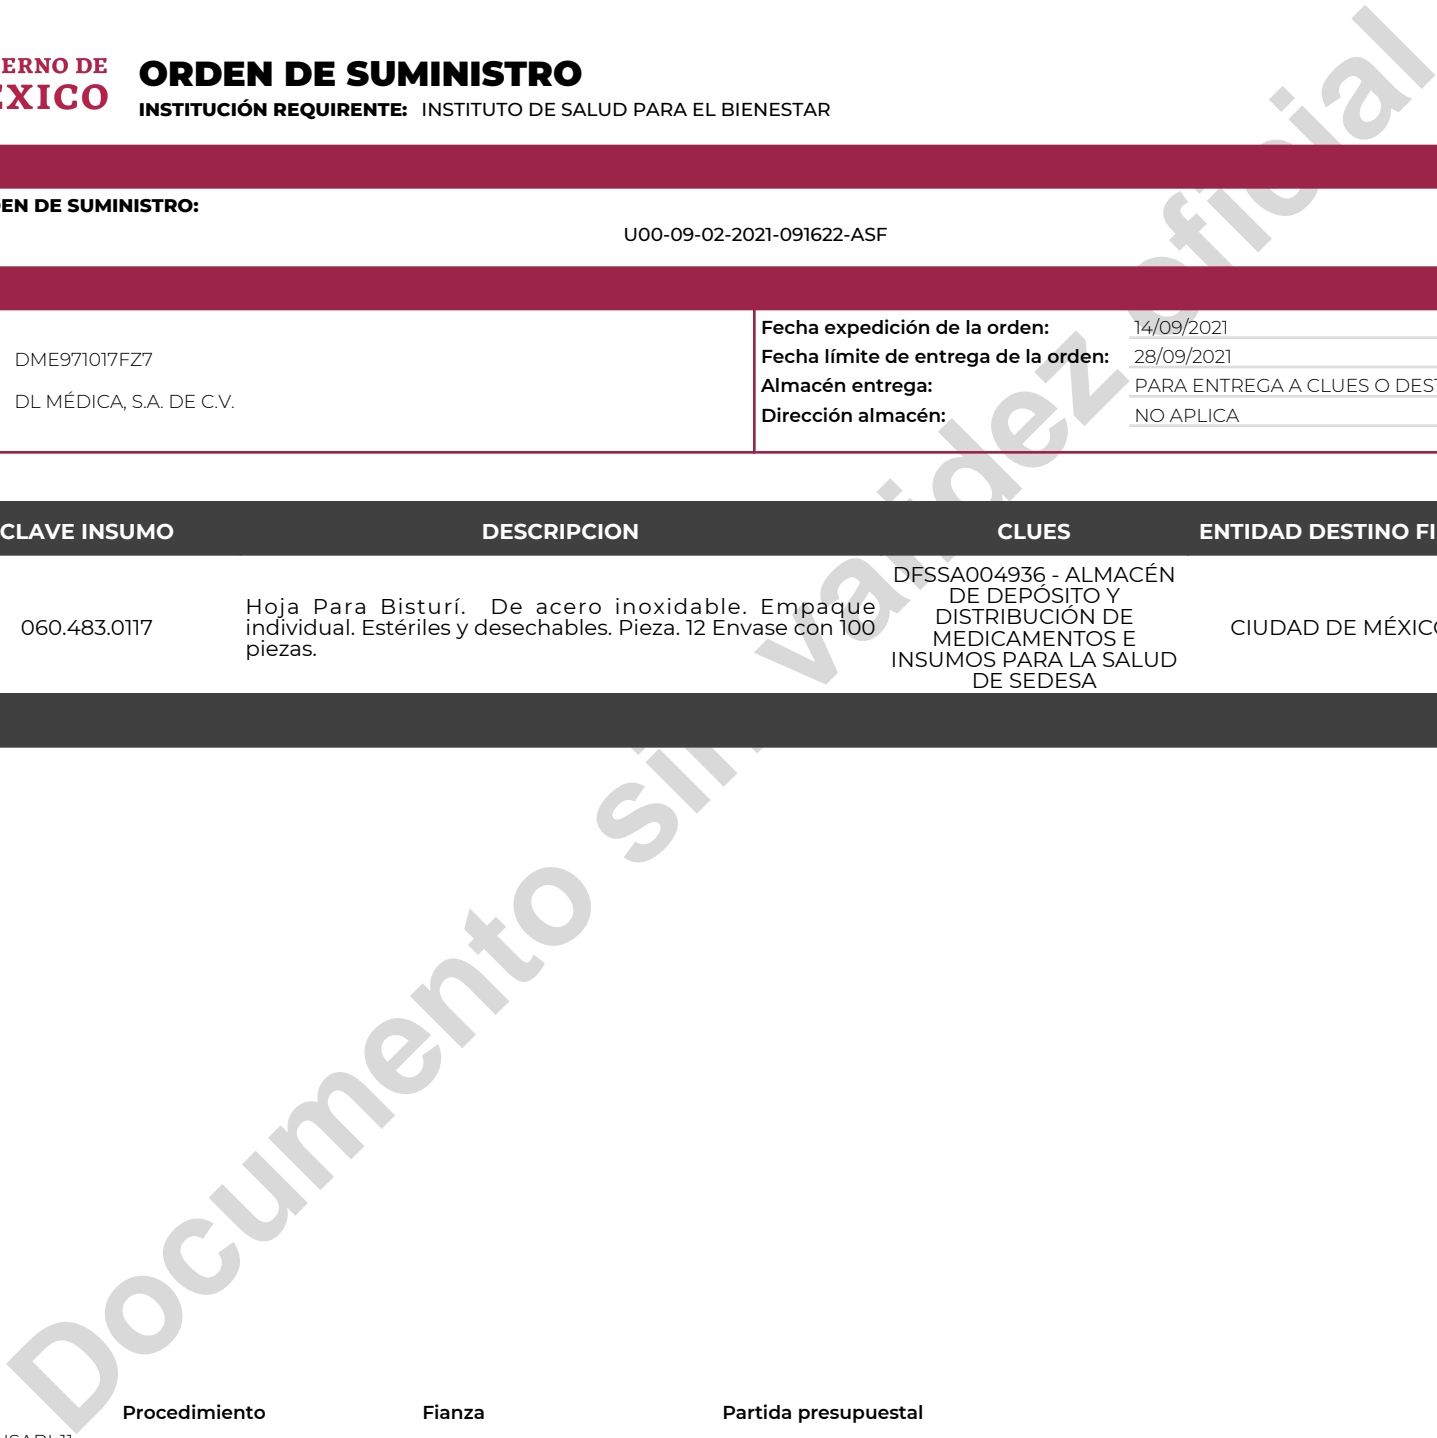 ERNO DE
ÉXICO
ORDEN DE SUMINISTRO
INSTITUCIÓN REQUIRENTE: INSTITUTO DE SALUD PARA EL BIENESTAR
EN DE SUMINISTRO:
U00-09-02-2021-091622-ASF
DME971017FZ7
DL MÉDICA, S.A. DE C.V.
Fecha expedición de la orden: 14/09/2021
Fecha límite de entrega de la orden: 28/09/2021
Almacén entrega: PARA ENTREGA A CLUES O DEST
Dirección almacén: NO APLICA
CLAVE INSUMO DESCRIPCION CLUES ENTIDAD DESTINO FI
060.483.0117
Hoja Para Bisturí. De acero inoxidable. Empaque
individual. Estériles y desechables. Pieza. 12 Envase con 100
piezas.
DFSSA004936 - ALMACÉN
DE DEPÓSITO Y
DISTRIBUCIÓN DE
MEDICAMENTOS E
INSUMOS PARA LA SALUD
DE SEDESA
CIUDAD DE MÉXICO
Documento sin validez oficial
Procedimiento Fianza Partida presupuestal